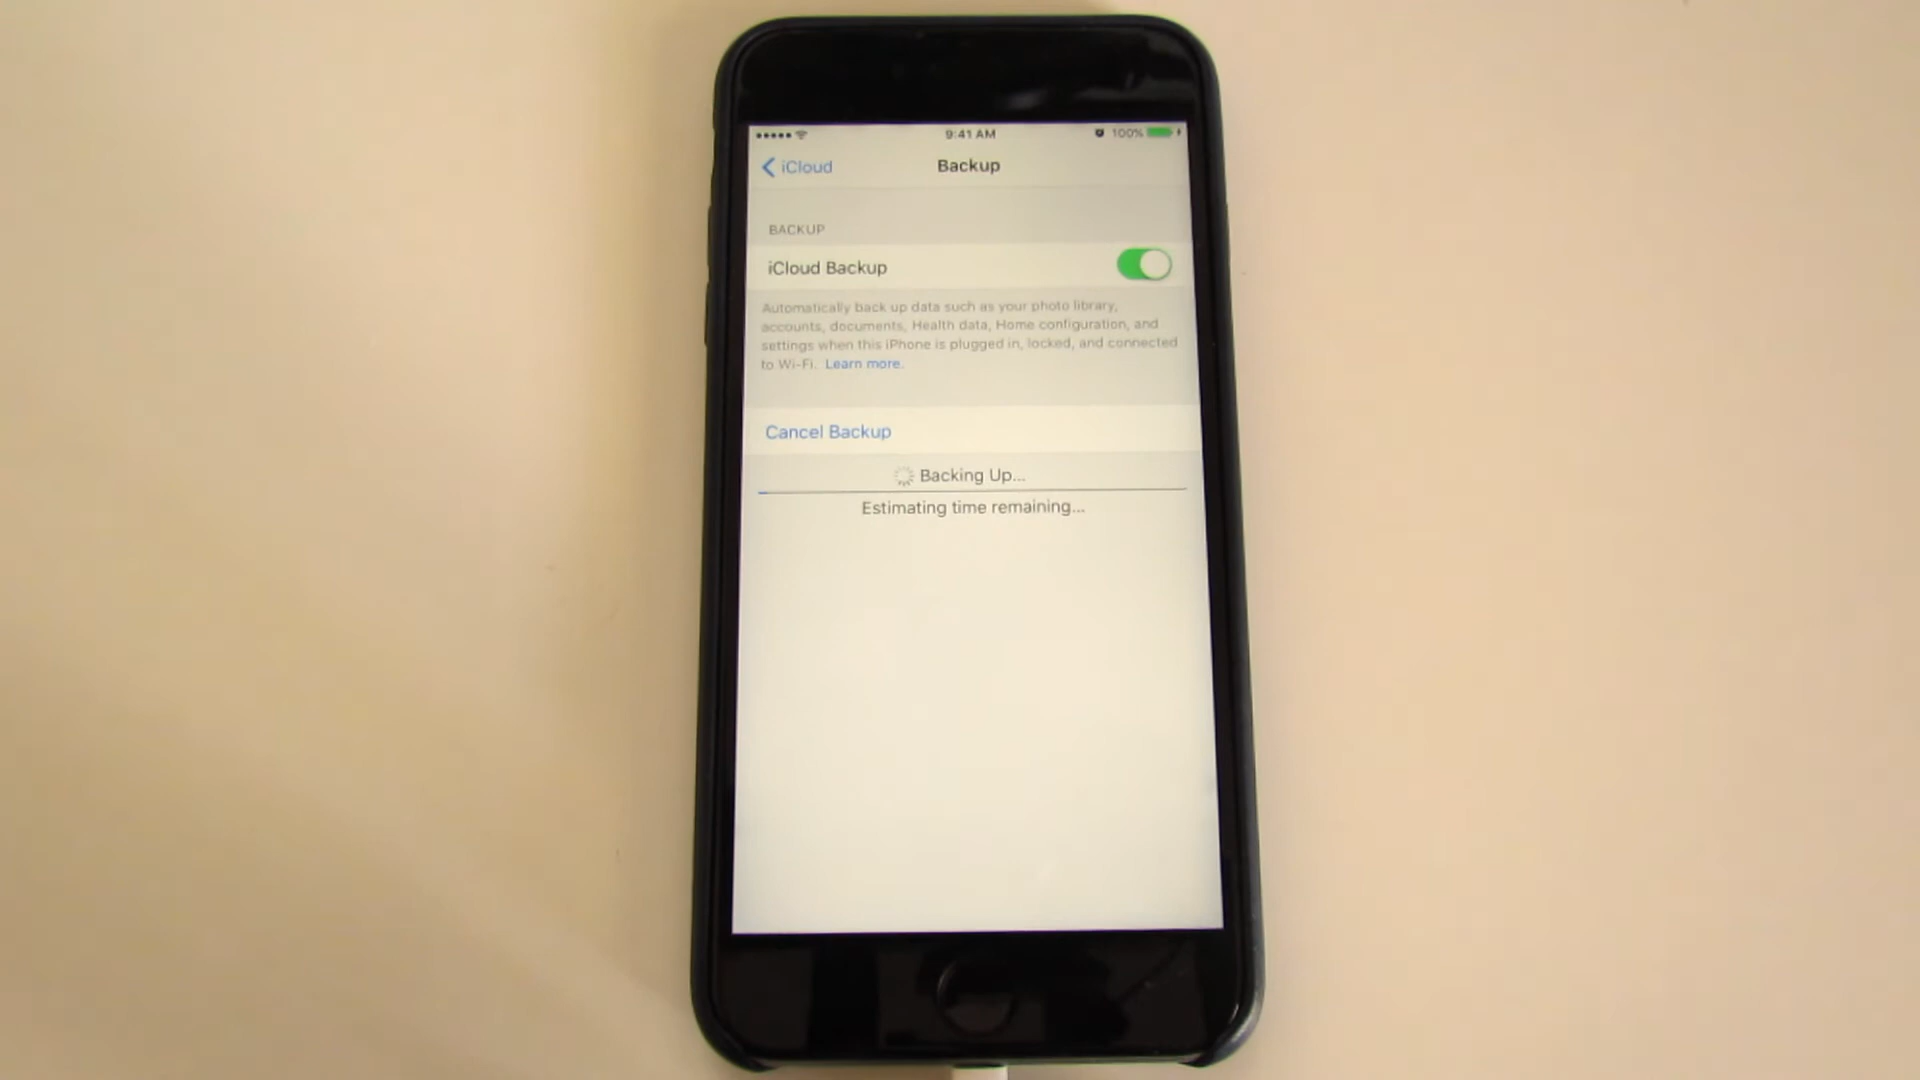 9:41 AM 100%
iCloud Backup
BACKUP
iCloud Backup
Automatically back up data such as your photo library,
accounts, documents, Health data, Home configuration, and
settings when this iPhone is plugged in, locked, and connected
to Wi-Fi. Learn more.
Cancel Backup
Backing Up...
Estimating time remaining...